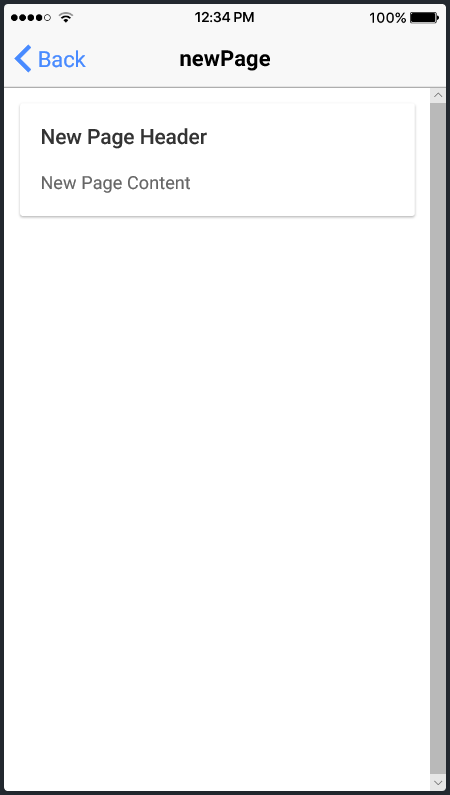 12:34 PM 100%
Back newPage
New Page Header
New Page Content